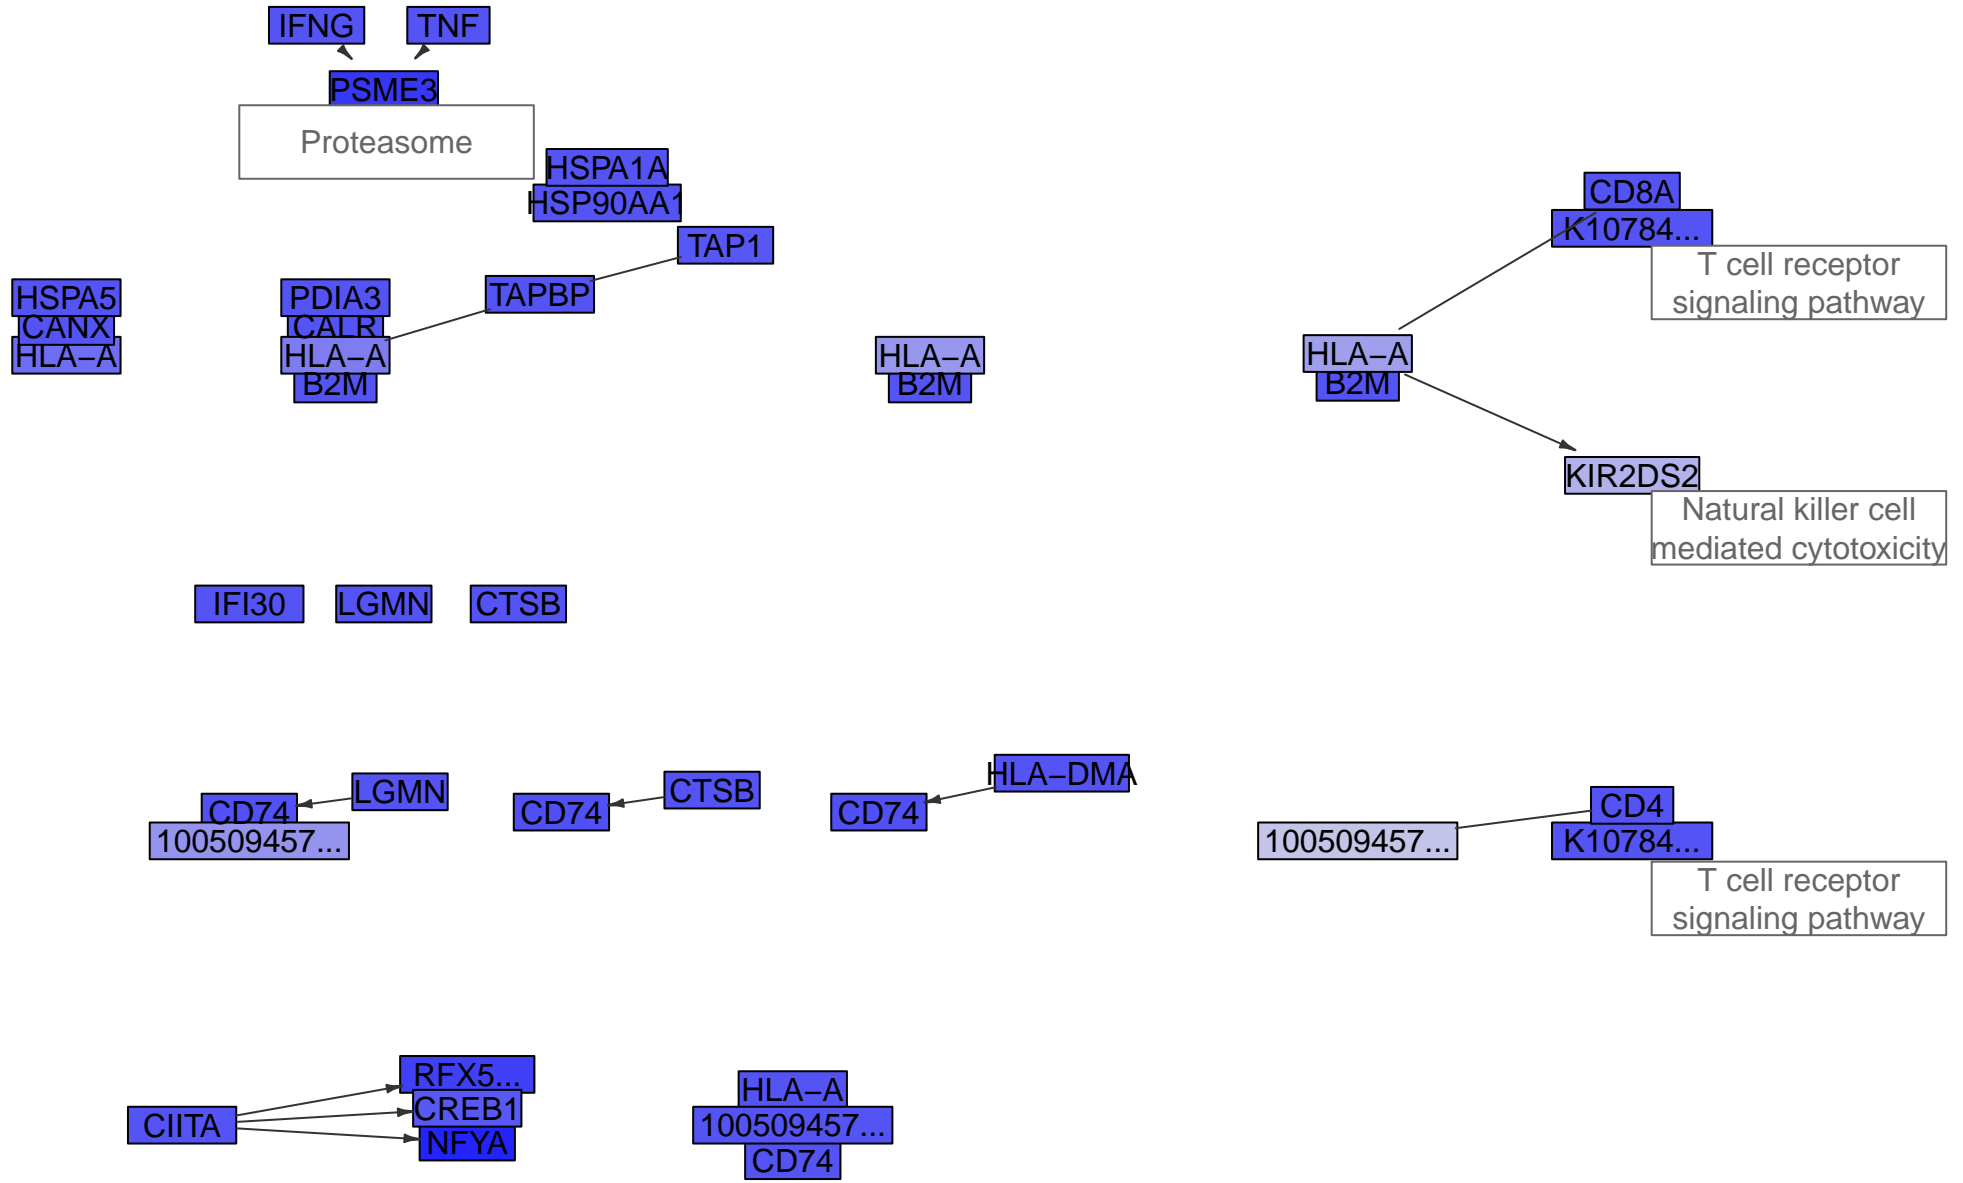 IFNG
TNF
PSME3
Proteasome
HSPA1A
HSP90AA1
TAP1
CD8A
K10784...
T cell receptor
signaling pathway
HSPA5
CANX
HLA−A
PDIA3
CALR
HLA−A
B2M
TAPBP
HLA−A
B2M
HLA−A
B2M
KIR2DS2
Natural killer cell
mediated cytotoxicity
IFI30
LGMN
CTSB
LGMN
CD74
100509457...
CTSB
CD74
HLA−DMA
CD74
CD4
100509457...
K10784...
T cell receptor
signaling pathway
CIITA
RFX5...
CREB1
NFYA
HLA−A
100509457...
CD74